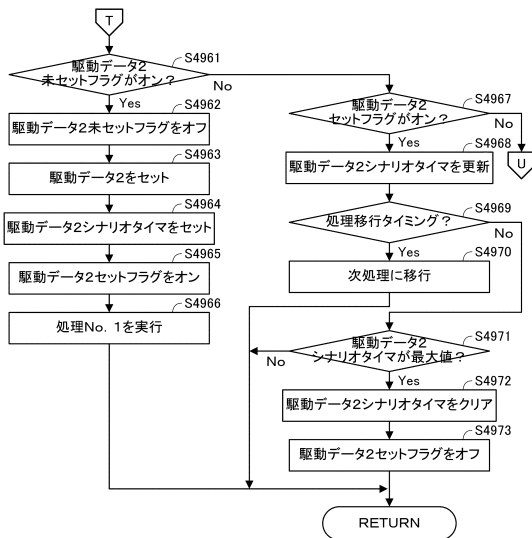 T
駆動データ2
未セットフラグがオン？
S4961
No
Yes
S4962
駆動データ2未セットフラグをオフ
S4963
駆動データ2をセット
S4964
駆動データ2シナリオタイマをセット
S4965
駆動データ2セットフラグをオン
S4966
処理No. 1を実行
駆動データ2
セットフラグがオン？
S4967
No
U
Yes
S4968
駆動データ2シナリオタイマを更新
処理移行タイミング？
S4969
No
Yes
S4970
次処理に移行
駆動データ2
シナリオタイマが最大値？
S4971
No
Yes
S4972
駆動データ2シナリオタイマをクリア
S4973
駆動データ2セットフラグをオフ
RETURN